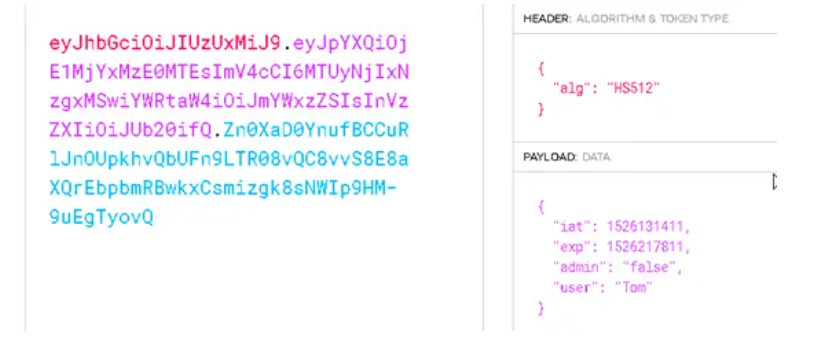 eyJhbGciOiJIUzUxMiJ9.eyJpYXQiOj
E1MjYxMzE0MTEsImV4cCI6MTUyNjIxN
zgxMSwiYWRtaW4iOiJmYWxzZSIsInVz
ZXIiOiJUb20ifQ.Zn0XaD0YnufBCCuR
lJnOUpkhvQbUFn9LTR08vQC8vvS8E8a
XQrEbpbmRBwkxCsmizgk8sNWIp9HM-
9uEgTyovQ
HEADER: ALGORITHM & TOKEN TYPE
{
"alg": "HS512"
}
PAYLOAD: DATA
{
"iat": 1526131411,
"exp": 1526217811,
"admin": "false",
"user": "Tom"
}